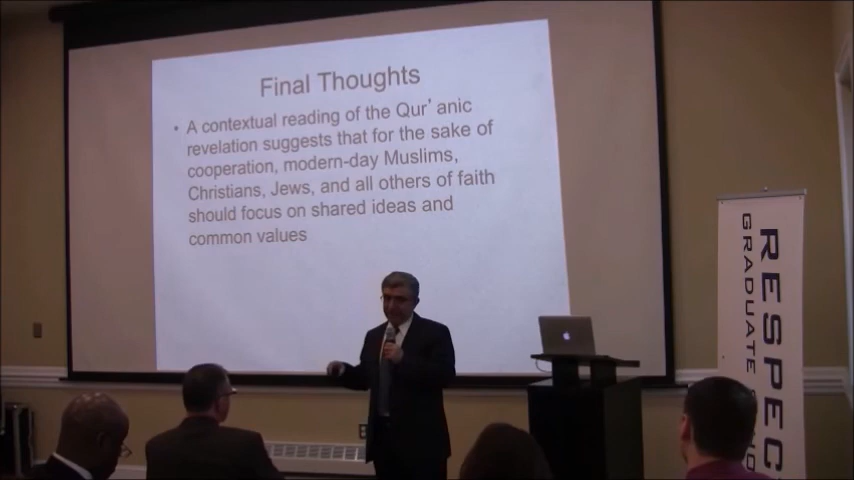 Final Thoughts
• A contextual reading of the Qur'anic
revelation suggests that for the sake of
cooperation, modern-day Muslims,
Christians, Jews, and all others of faith
should focus on shared ideas and
common values
RESPECT
GRADUATE